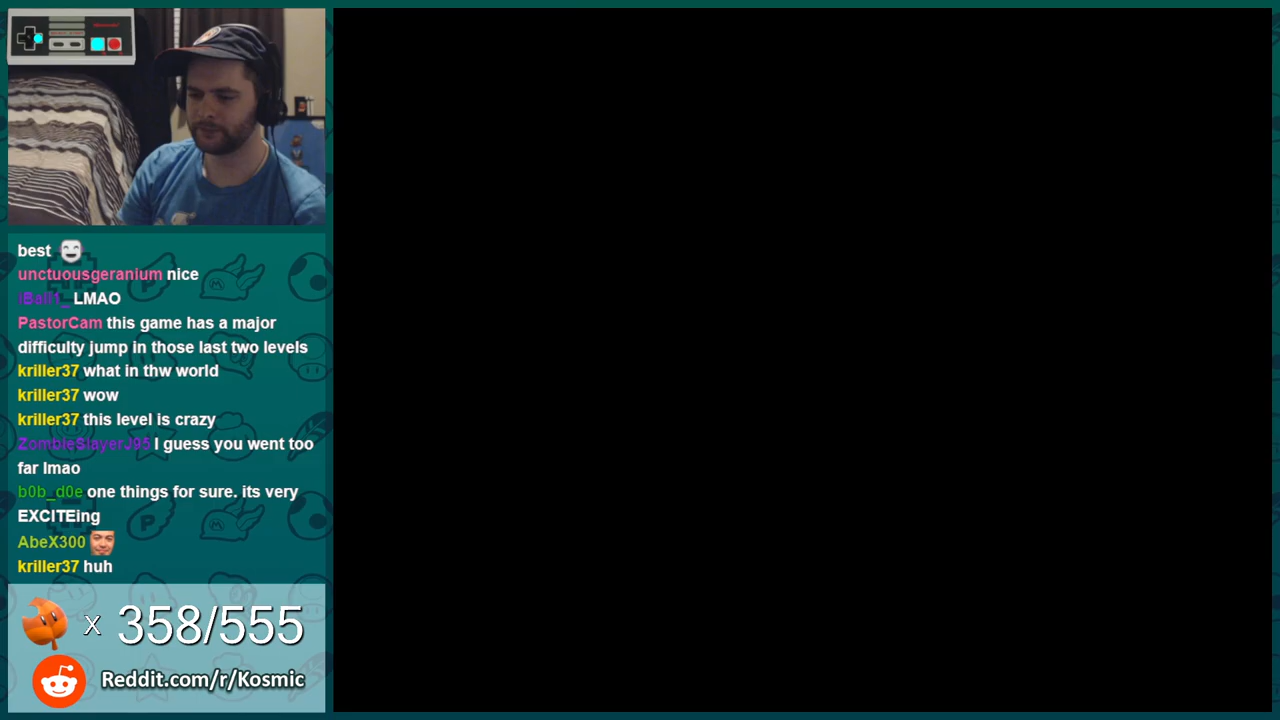 best
unctuousgeranium nice
iBall1_ LMAO
PastorCam this game has a major
difficulty jump in those last two levels
kriller37 what in thw world
kriller37 wow
kriller37 this level is crazy
ZombieSlayerJ95 I guess you went too
far lmao
b0b_d0e one things for sure. its very
EXCITEing
AbeX300
kriller37 huh
x 358/555
Reddit.com/r/Kosmic